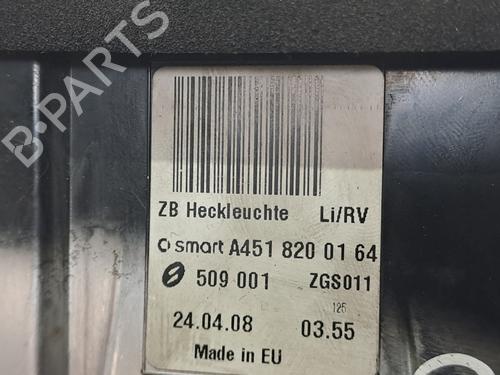 B-PARTS
ZB Heckleuchte Li/RV
smart A451 820 01 64
509 001 ZGS011
125
24.04.08 03.55
Made in EU